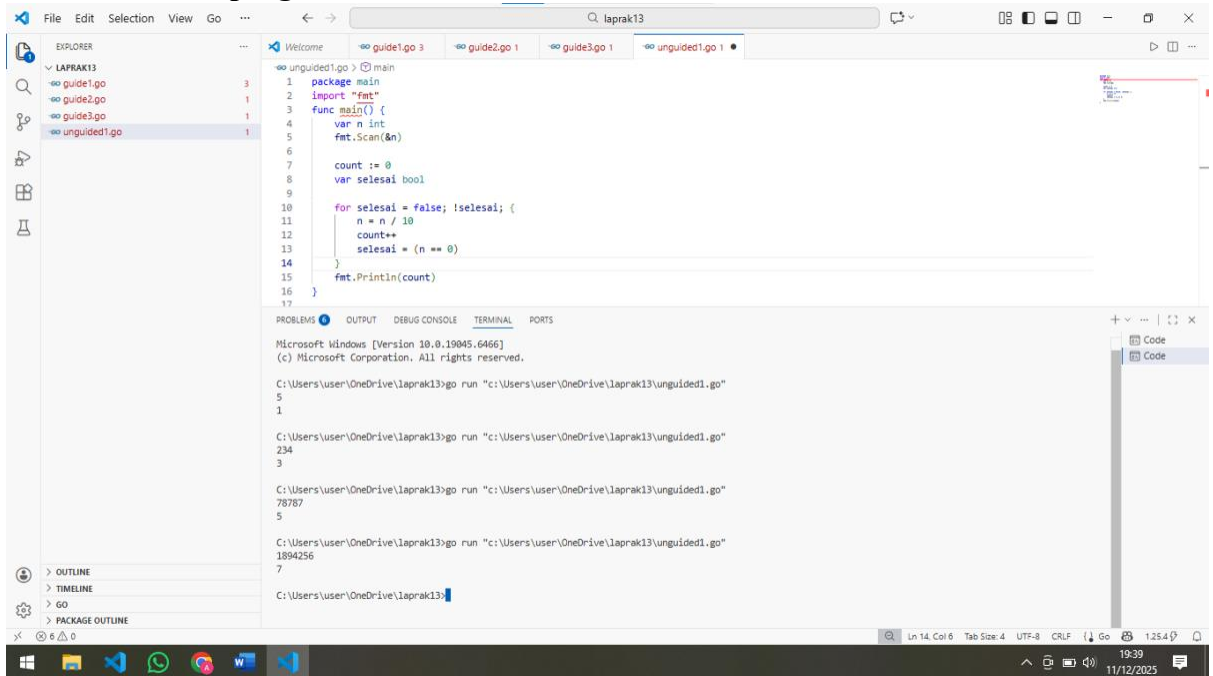 File Edit Selection View Go ··· laprak13
EXPLORER ···
LAPRAK13
guide1.go 3
guide2.go 1
guide3.go 1
unguided1.go 1
OUTLINE
TIMELINE
GO
PACKAGE OUTLINE
Welcome guide1.go 3 guide2.go 1 guide3.go 1 unguided1.go 1
unguided1.go > main
1 package main
2 import "fmt"
3 func main() {
4 var n int
5 fmt.Scan(&n)
6
7 count := 0
8 var selesai bool
9
10 for selesai = false; !selesai; {
11 n = n / 10
12 count++
13 selesai = (n == 0)
14 }
15 fmt.Println(count)
16 }
17
PROBLEMS 6 OUTPUT DEBUG CONSOLE TERMINAL PORTS
Microsoft Windows [Version 10.0.19045.6466]
(c) Microsoft Corporation. All rights reserved.
C:\Users\user\OneDrive\laprak13>go run "c:\Users\user\OneDrive\laprak13\unguided1.go"
5
1
C:\Users\user\OneDrive\laprak13>go run "c:\Users\user\OneDrive\laprak13\unguided1.go"
234
3
C:\Users\user\OneDrive\laprak13>go run "c:\Users\user\OneDrive\laprak13\unguided1.go"
78787
5
C:\Users\user\OneDrive\laprak13>go run "c:\Users\user\OneDrive\laprak13\unguided1.go"
1894256
7
C:\Users\user\OneDrive\laprak13>
Code
Code
6 0 Ln 14, Col 6 Tab Size: 4 UTF-8 CRLF Go 1.25.4
19:39
11/12/2025